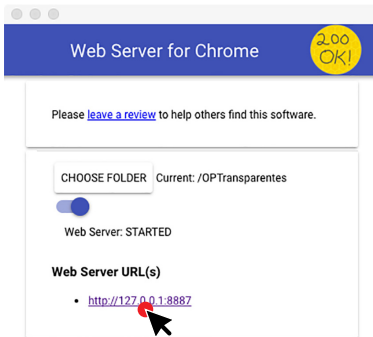 Web Server for Chrome
200
OK!
Please leave a review to help others find this software.
CHOOSE FOLDER Current: /OPTransparentes
Web Server: STARTED
Web Server URL(s)
http://127.0.0.1:8887